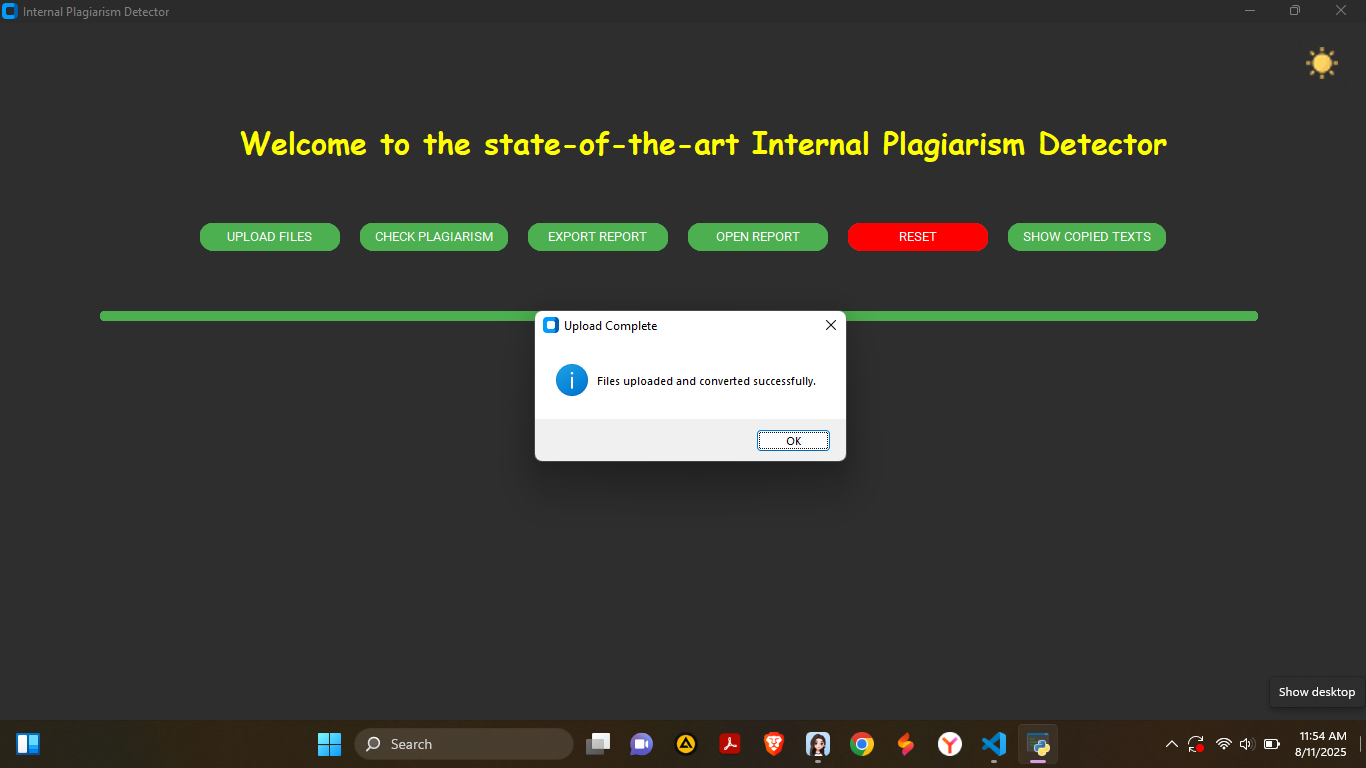 Internal Plagiarism Detector
Welcome to the state-of-the-art Internal Plagiarism Detector
UPLOAD FILES
CHECK PLAGIARISM
EXPORT REPORT
OPEN REPORT
RESET
SHOW COPIED TEXTS
Upload Complete
Files uploaded and converted successfully.
OK
Show desktop
Search
11:54 AM
8/11/2025